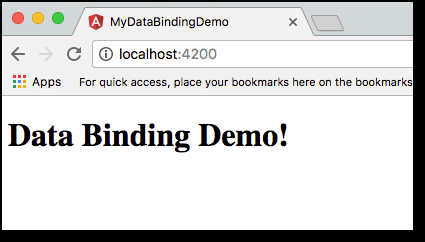 MyDataBindingDemo
localhost:4200
Apps For quick access, place your bookmarks here on the bookmarks
Data Binding Demo!